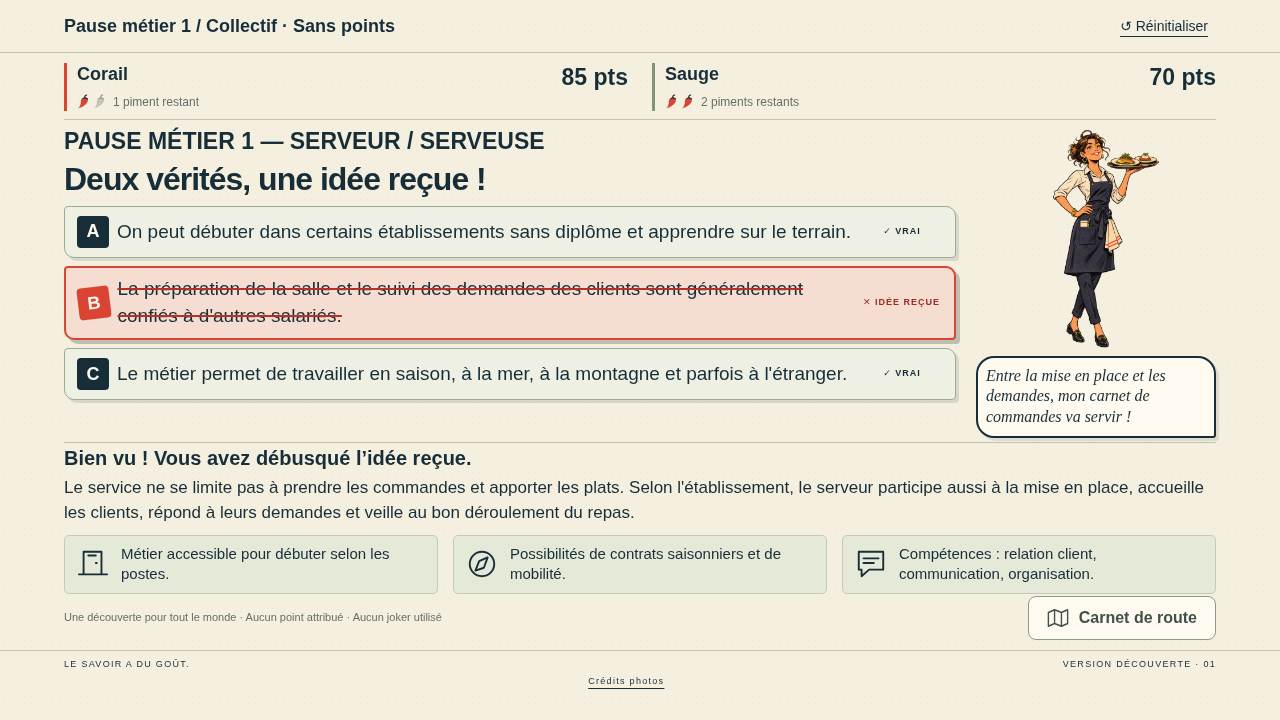 Pause métier 1 / Collectif · Sans points
↺ Réinitialiser
Corail
85 pts
1 piment restant
Sauge
70 pts
2 piments restants
PAUSE MÉTIER 1 — SERVEUR / SERVEUSE
Deux vérités, une idée reçue !
A On peut débuter dans certains établissements sans diplôme et apprendre sur le terrain. ✓ VRAI
B La préparation de la salle et le suivi des demandes des clients sont généralement
confiés à d'autres salariés.
✕ IDÉE REÇUE
C Le métier permet de travailler en saison, à la mer, à la montagne et parfois à l'étranger. ✓ VRAI
Entre la mise en place et les
demandes, mon carnet de
commandes va servir !
Bien vu ! Vous avez débusqué l’idée reçue.
Le service ne se limite pas à prendre les commandes et apporter les plats. Selon l'établissement, le serveur participe aussi à la mise en place, accueille
les clients, répond à leurs demandes et veille au bon déroulement du repas.
Métier accessible pour débuter selon les
postes.
Possibilités de contrats saisonniers et de
mobilité.
Compétences : relation client,
communication, organisation.
Une découverte pour tout le monde · Aucun point attribué · Aucun joker utilisé
Carnet de route
LE SAVOIR A DU GOÛT.
VERSION DÉCOUVERTE · 01
Crédits photos